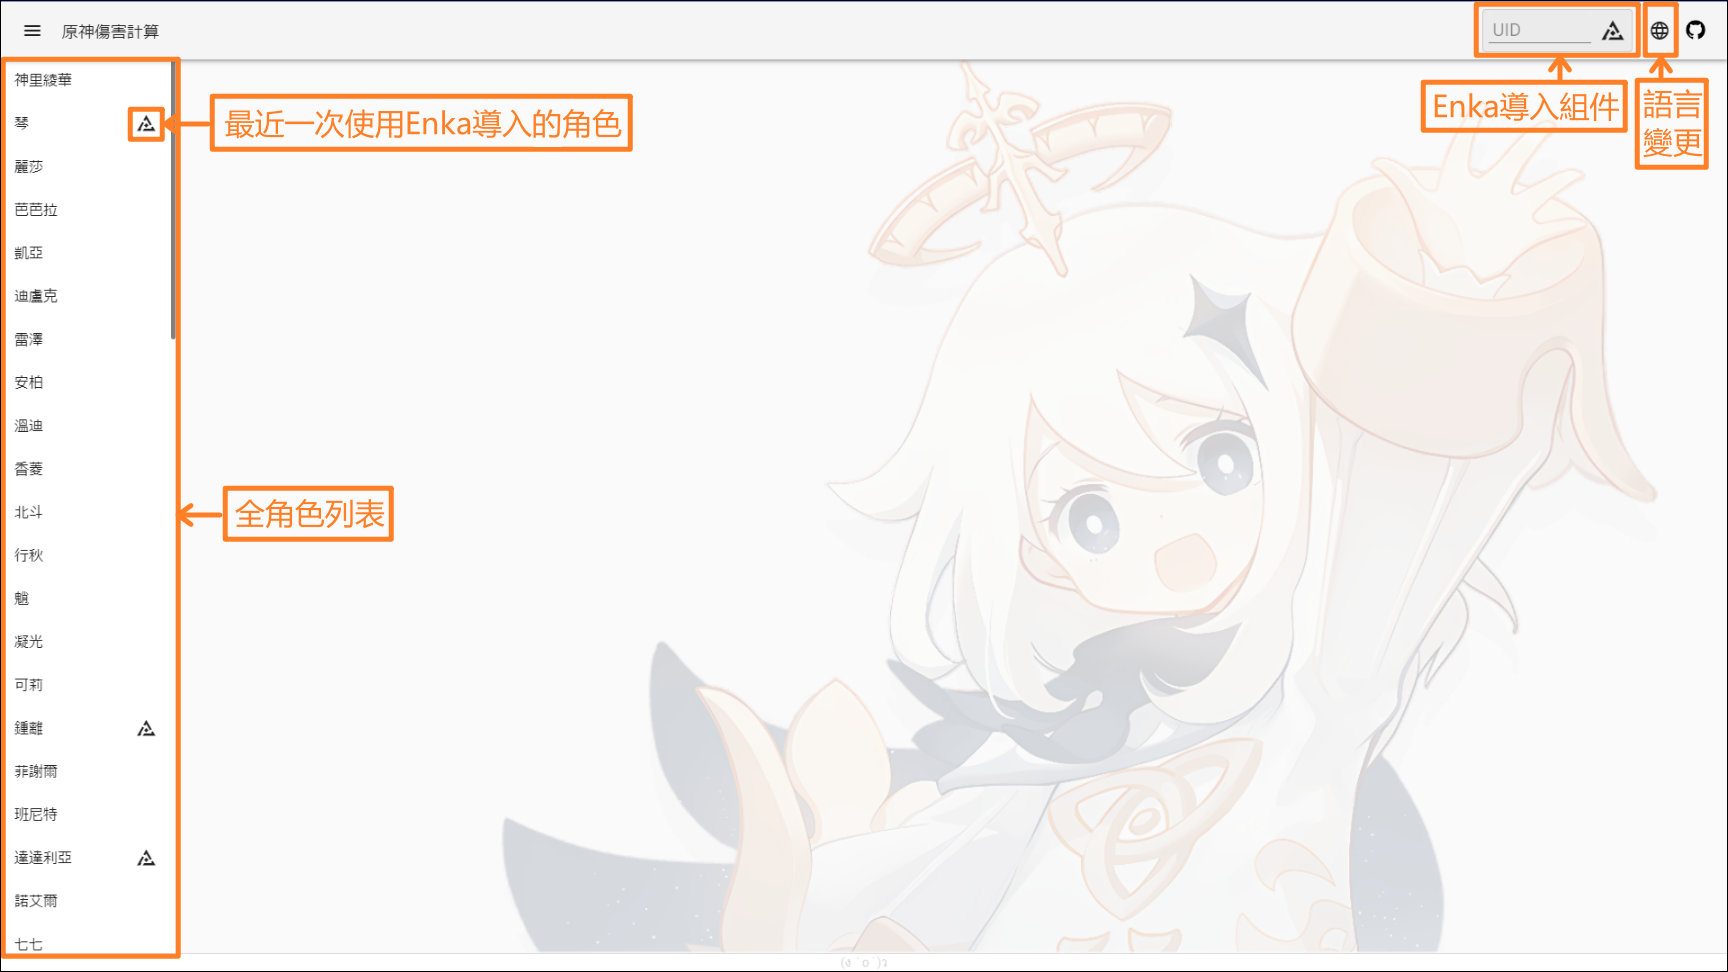 原神傷害計算
UID
神里綾華
琴
麗莎
芭芭拉
凱亞
迪盧克
雷澤
安柏
溫迪
香菱
北斗
行秋
魈
凝光
可莉
鍾離
菲謝爾
班尼特
達達利亞
諾艾爾
七七
最近一次使用Enka導入的角色
全角色列表
Enka導入組件
語言
變更